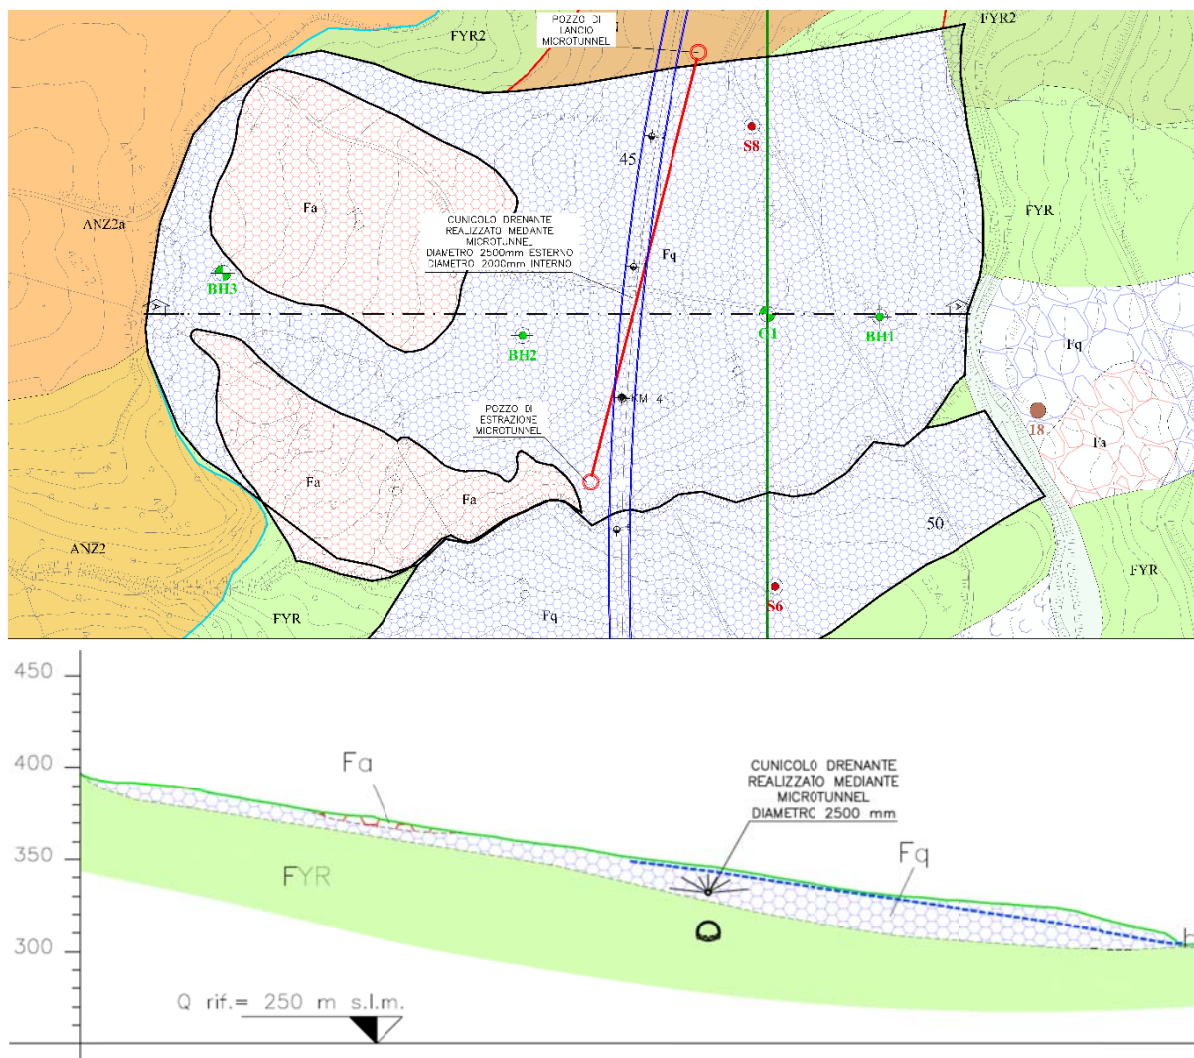 POZZO DI
LANCIO
MICROTUNNEL
FYR2
FYR2
S8
45
FYR
Fa
ANZ2a
CUNICOLO DRENANTE
REALIZZATO MEDANTE
MICROTUNNEL
DIAMETRO 2500mm ESTERNO
DIAMETRO 2000mm INTERNO
Fq
BH3
A
A
BH2
C1
BH1
Fq
KM 4
POZZO DI
ESTRAZIONE
MICROTUNNEL
18
Fa
Fa
Fa
50
ANZ2
FYR
S6
FYR
Fq
450
400
350
300
Fa
CUNICOLO DRENANTE
REALIZZATO MEDIANTE
MICROTUNNEL
DIAMETRO 2500 mm
Fq
FYR
Q rif.= 250 m s.l.m.